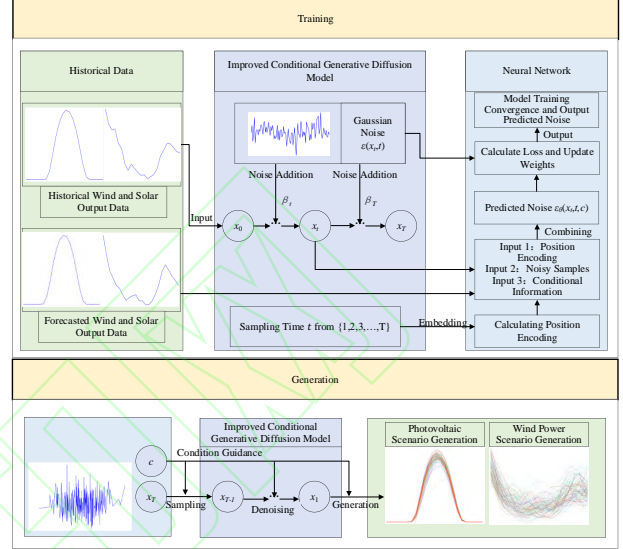 Training
Historical Data
Historical Wind and Solar
Output Data
Forecasted Wind and Solar
Output Data
Improved Conditional Generative Diffusion
Model
Gaussian
Noise
ε(xₜ,t)
Noise Addition
Noise Addition
βₜ
β_T
Input
x₀
...
xₜ
...
x_T
Sampling Time t from {1,2,3,…,T}
Embedding
Neural Network
Model Training
Convergence and Output
Predicted Noise
Output
Calculate Loss and Update
Weights
Predicted Noise εθ(xₜ,t,c)
Combining
Input 1：Position
Encoding
Input 2：Noisy Samples
Input 3：Conditional
Information
Calculating Position
Encoding
Generation
c
x_T
Improved Conditional
Generative Diffusion Model
Condition Guidance
Sampling
x_T-1
...
x₁
Denoising
Generation
Photovoltaic
Scenario Generation
Wind Power
Scenario Generation